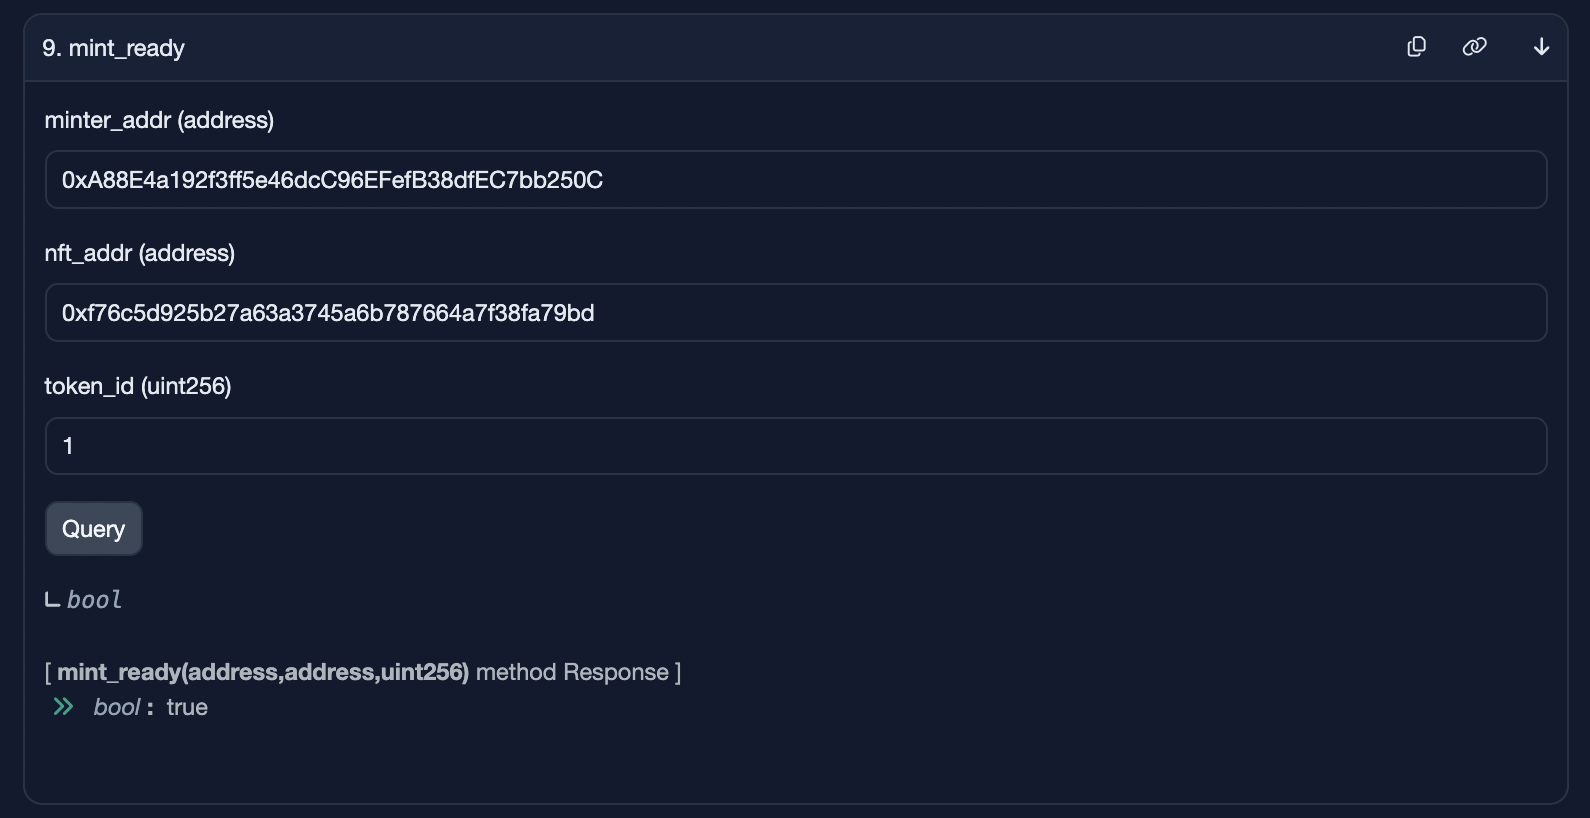 9. mint_ready
minter_addr (address)
0xA88E4a192f3ff5e46dcC96EFefB38dfEC7bb250C
nft_addr (address)
0xf76c5d925b27a63a3745a6b787664a7f38fa79bd
token_id (uint256)
1
Query
bool
[ mint_ready(address,address,uint256) method Response ]
bool : true